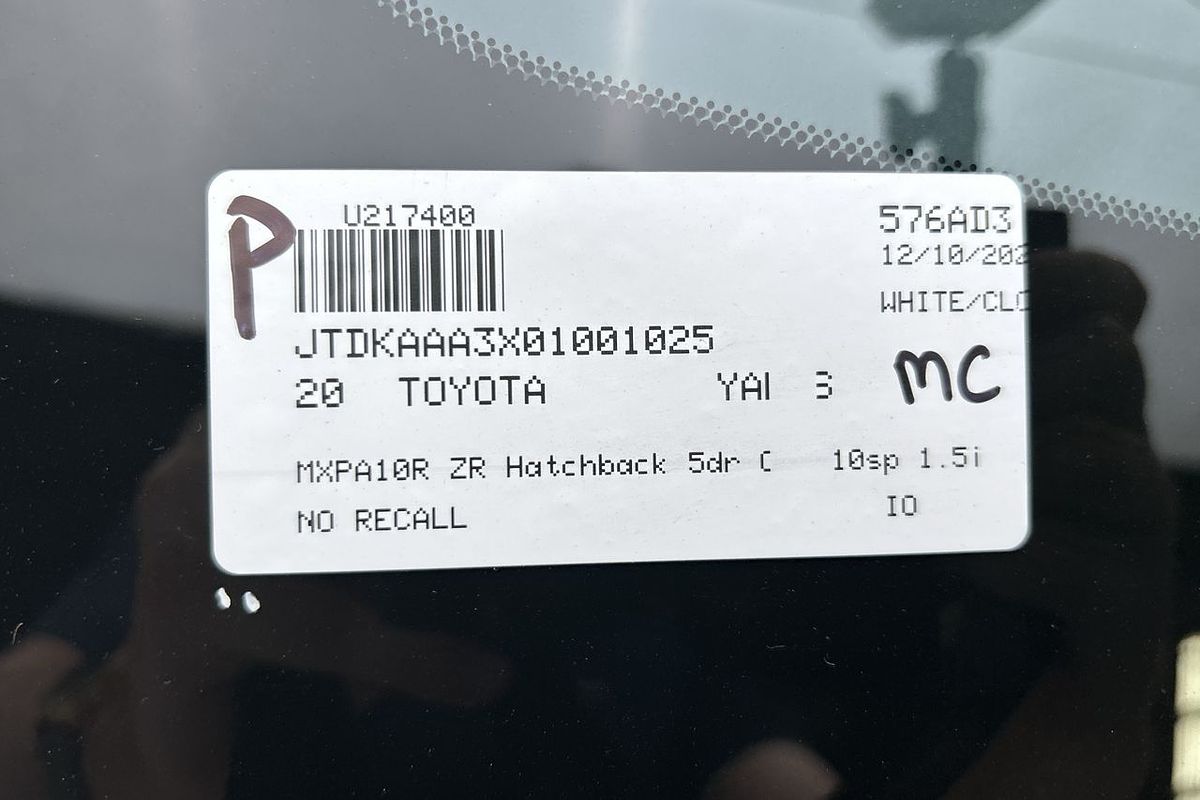 P
U217400
576AD3
12/10/202
WHITE/CLO
JTDKAAA3X01001025
20 TOYOTA YAI 3
MC
MXPA10R ZR Hatchback 5dr C 10sp 1.5i
NO RECALL IO